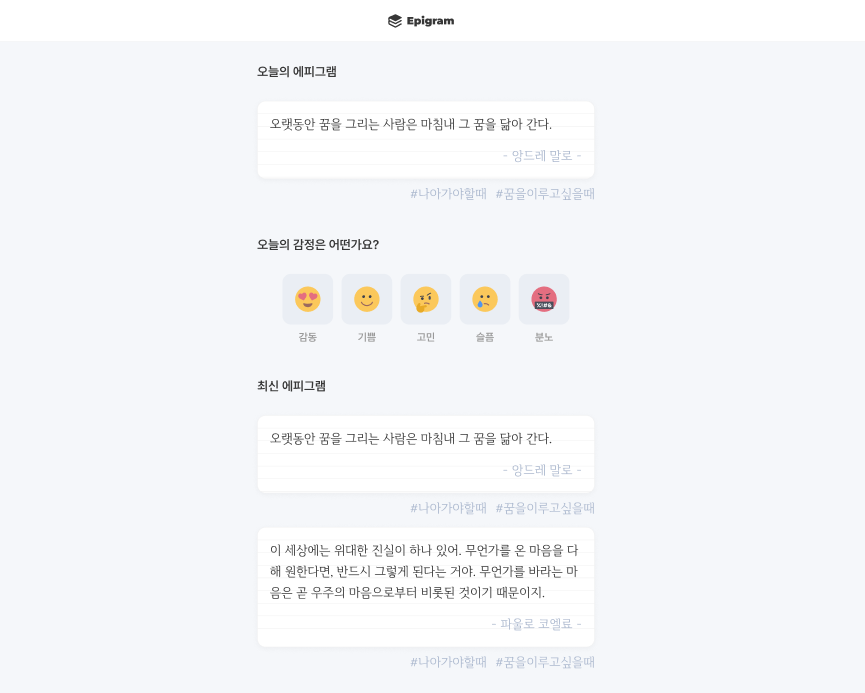 Epigram
오늘의 에피그램
오랫동안 꿈을 그리는 사람은 마침내 그 꿈을 닮아 간다.
- 앙드레 말로 -
#나아가야할때 #꿈을이루고싶을때
오늘의 감정은 어떤가요?
감동 기쁨 고민 슬픔 분노
최신 에피그램
오랫동안 꿈을 그리는 사람은 마침내 그 꿈을 닮아 간다.
- 앙드레 말로 -
#나아가야할때 #꿈을이루고싶을때
이 세상에는 위대한 진실이 하나 있어. 무언가를 온 마음을 다
해 원한다면, 반드시 그렇게 된다는 거야. 무언가를 바라는 마
음은 곧 우주의 마음으로부터 비롯된 것이기 때문이지.
- 파울로 코엘료 -
#나아가야할때 #꿈을이루고싶을때